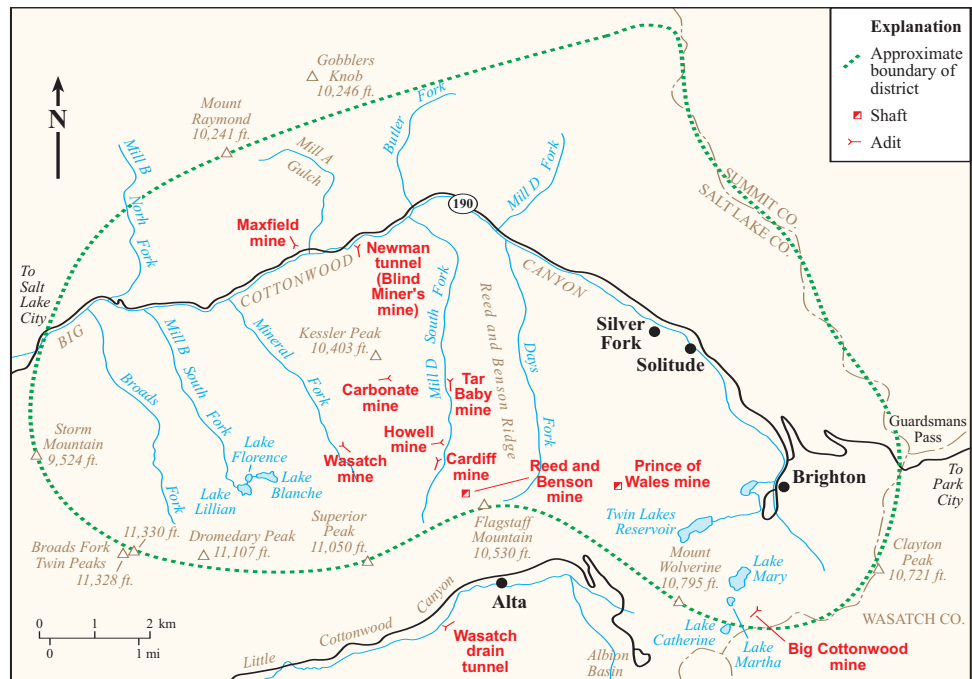 Explanation
Approximate
boundary of
district
Shaft
Adit
N
Gobblers
Knob
10,246 ft.
Mount
Raymond
10,241 ft.
Mill B
Norh
Fork
Mill A
Gulch
Butler
Fork
Mill D
Fork
190
SUMMIT CO.
SALT LAKE CO.
Maxfield
mine
Newman
tunnel
(Blind
Miner's
mine)
To
Salt
Lake
City
BIG
COTTONWOOD
CANYON
Broads
Fork
Mill B
South
Fork
Mineral
Fork
Kessler Peak
10,403 ft.
Carbonate
mine
Mill D
South
Fork
Reed and Benson Ridge
Days
Fork
Silver
Fork
Solitude
Tar
Baby
mine
Howell
mine
Cardiff
mine
Wasatch
mine
Reed and
Benson
mine
Prince of
Wales mine
Guardsmans
Pass
To
Park
City
Brighton
Storm
Mountain
9,524 ft.
Lake
Florence
Lake
Blanche
Lake
Lillian
Twin Lakes
Reservoir
Superior
Peak
11,050 ft.
Flagstaff
Mountain
10,530 ft.
11,330 ft.
Broads Fork
Twin Peaks
11,328 ft.
Dromedary Peak
11,107 ft.
Mount
Wolverine
10,795 ft.
Lake
Mary
Clayton
Peak
10,721 ft.
WASATCH CO.
Lake
Catherine
Lake
Martha
Big Cottonwood
mine
Alta
Little
Cottonwood
Canyon
Wasatch
drain
tunnel
Albion
Basin
0 1 2 km
0 1 mi